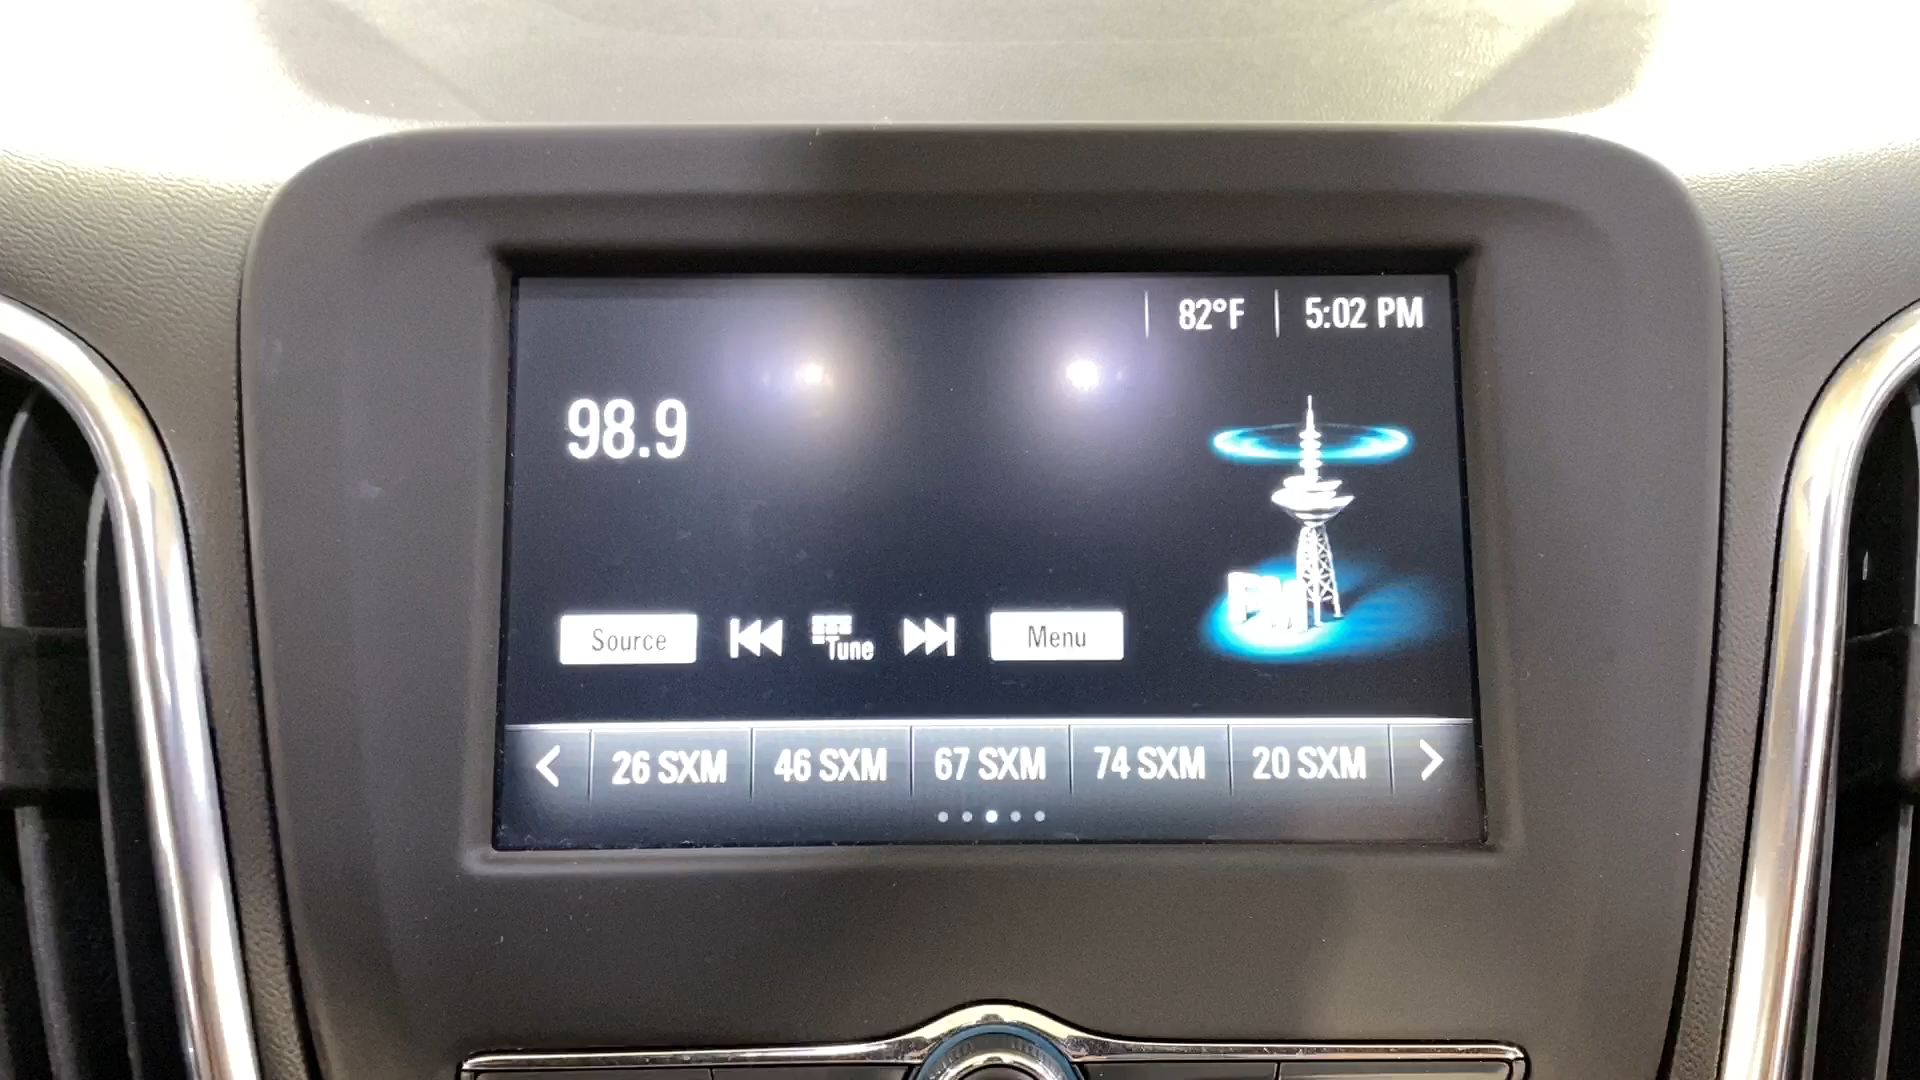 82°F 5:02 PM
98.9
FM
Source Tune Menu
26 SXM 46 SXM 67 SXM 74 SXM 20 SXM